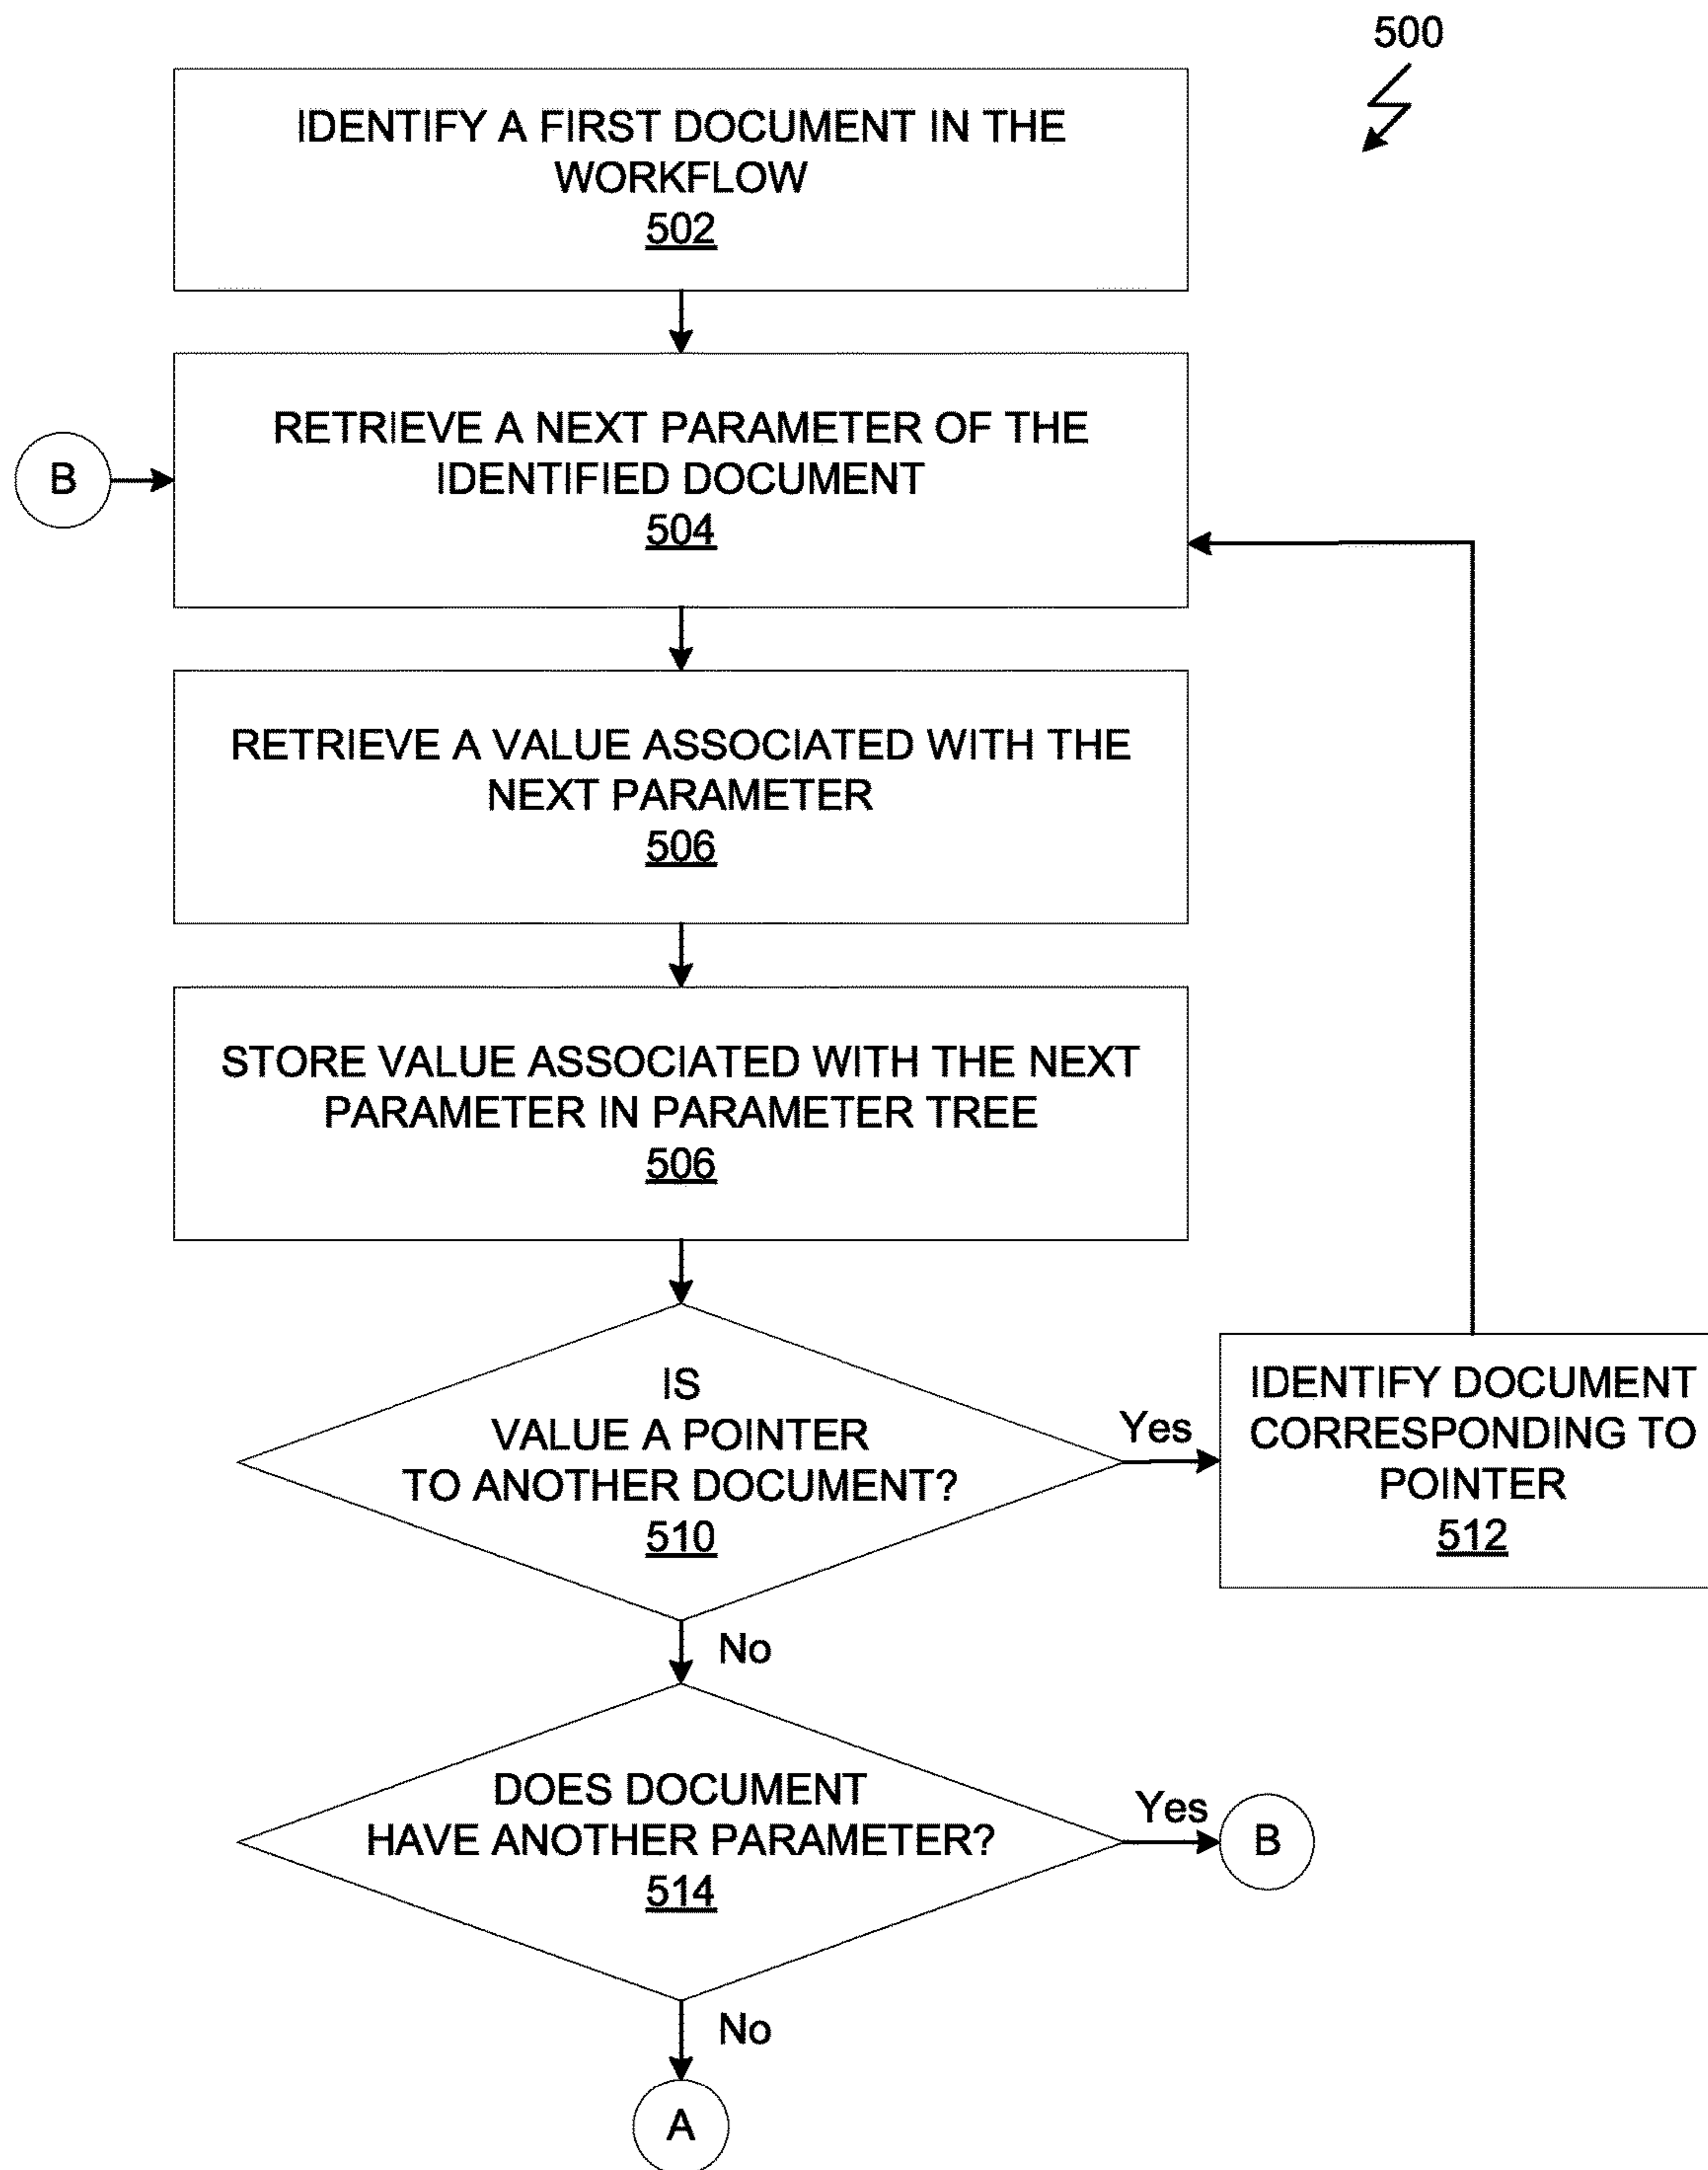 500
IDENTIFY A FIRST DOCUMENT IN THE
WORKFLOW
502
RETRIEVE A NEXT PARAMETER OF THE
IDENTIFIED DOCUMENT
504
B
RETRIEVE A VALUE ASSOCIATED WITH THE
NEXT PARAMETER
506
STORE VALUE ASSOCIATED WITH THE NEXT
PARAMETER IN PARAMETER TREE
506
IS
VALUE A POINTER
TO ANOTHER DOCUMENT?
510
Yes
IDENTIFY DOCUMENT
CORRESPONDING TO
POINTER
512
No
DOES DOCUMENT
HAVE ANOTHER PARAMETER?
514
Yes
B
No
A